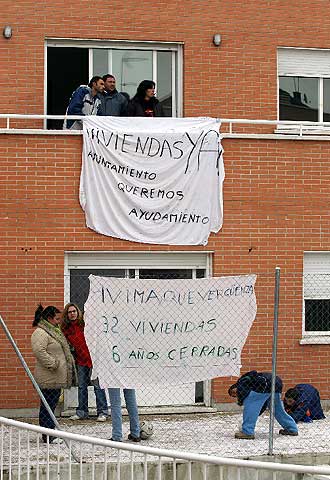 ¡¡¡VIVIENDAS YA
AYUNTAMIENTO
QUEREMOS
AYUDAMIENTO
IVIMA QUE VERGÜENZA
32 VIVIENDAS
6 AÑOS CERRADAS